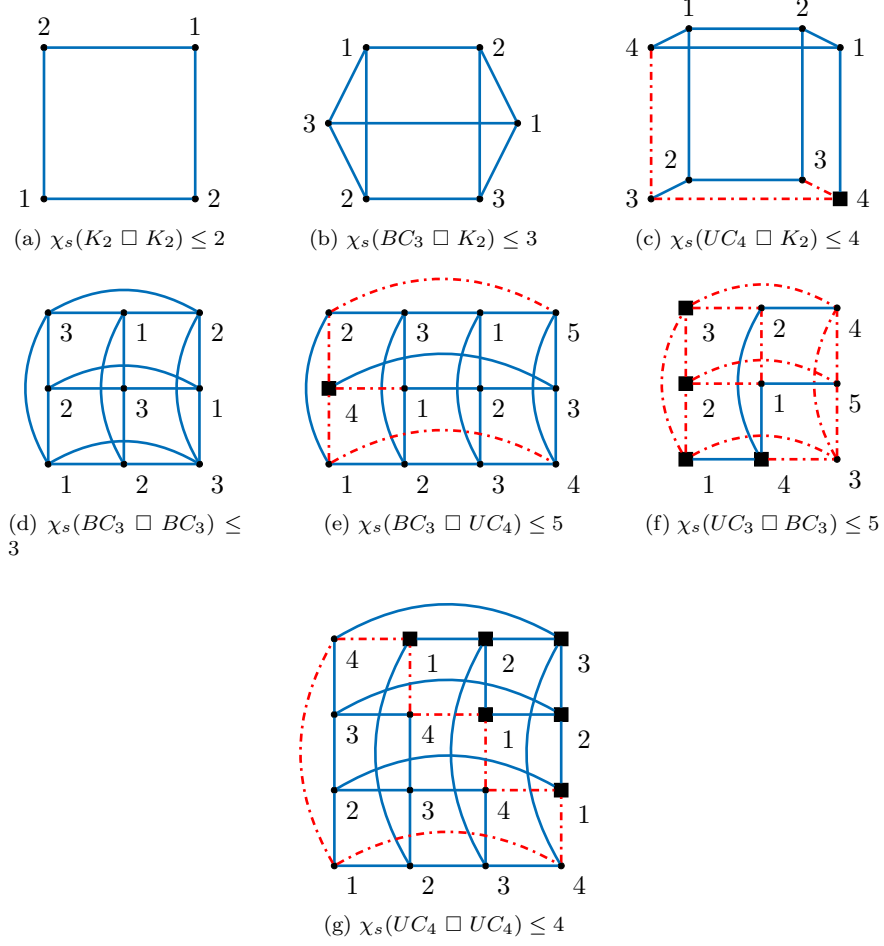 2 1
1 2
(a) χₛ(K₂ □ K₂) ≤ 2
1 2
3 1
2 3
(b) χₛ(BC₃ □ K₂) ≤ 3
1 2
4 1
2 3
3 4
(c) χₛ(UC₄ □ K₂) ≤ 4
3 1 2
2 3 1
1 2 3
(d) χₛ(BC₃ □ BC₃) ≤
3
2 3 1 5
4 1 2 3
1 2 3 4
(e) χₛ(BC₃ □ UC₄) ≤ 5
3 2 4
2 1 5
1 4 3
(f) χₛ(UC₃ □ BC₃) ≤ 5
4 1 2 3
3 4 1 2
2 3 4 1
1 2 3 4
(g) χₛ(UC₄ □ UC₄) ≤ 4